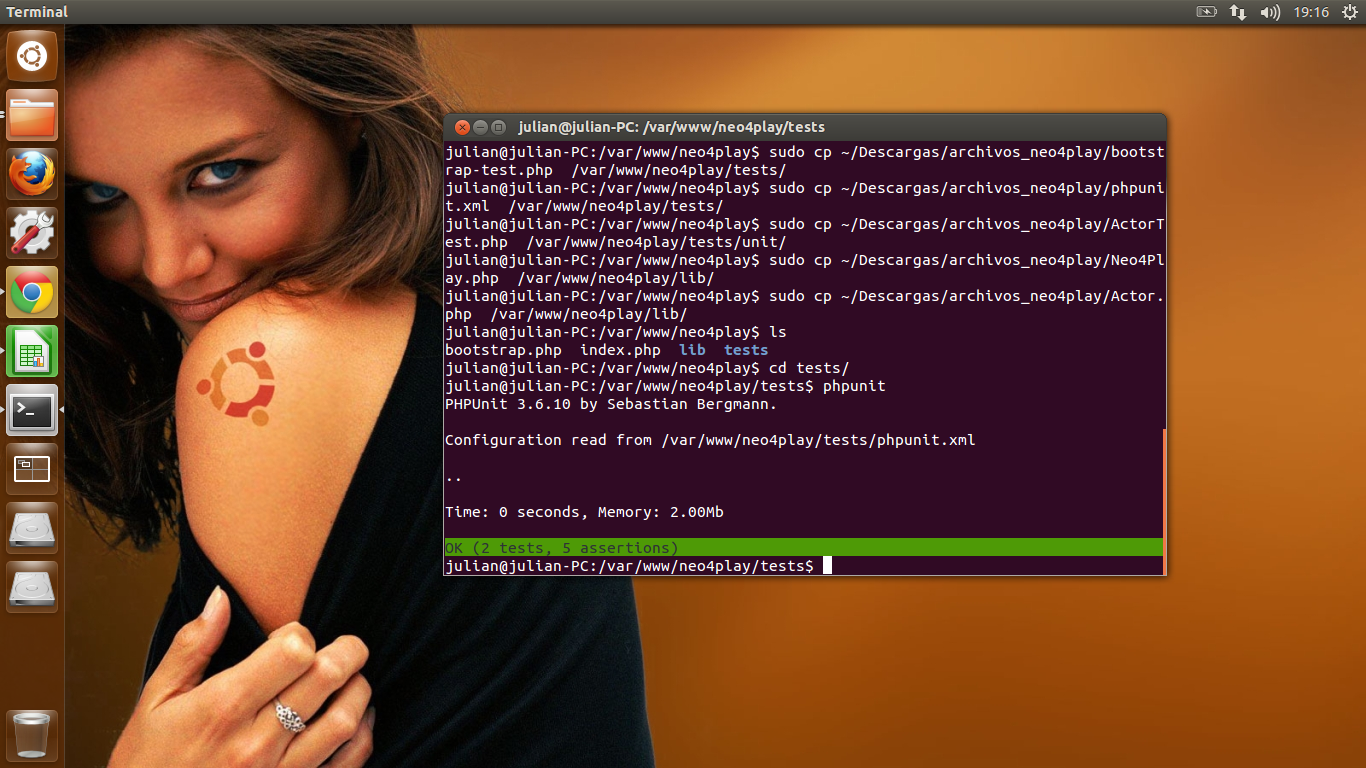 Terminal
19:16
julian@julian-PC: /var/www/neo4play/tests
julian@julian-PC:/var/www/neo4play$ sudo cp ~/Descargas/archivos_neo4play/bootst
rap-test.php  /var/www/neo4play/tests/
julian@julian-PC:/var/www/neo4play$ sudo cp ~/Descargas/archivos_neo4play/phpuni
t.xml  /var/www/neo4play/tests/
julian@julian-PC:/var/www/neo4play$ sudo cp ~/Descargas/archivos_neo4play/ActorT
est.php  /var/www/neo4play/tests/unit/
julian@julian-PC:/var/www/neo4play$ sudo cp ~/Descargas/archivos_neo4play/Neo4Pl
ay.php  /var/www/neo4play/lib/
julian@julian-PC:/var/www/neo4play$ sudo cp ~/Descargas/archivos_neo4play/Actor.
php  /var/www/neo4play/lib/
julian@julian-PC:/var/www/neo4play$ ls
bootstrap.php  index.php  lib  tests
julian@julian-PC:/var/www/neo4play$ cd tests/
julian@julian-PC:/var/www/neo4play/tests$ phpunit
PHPUnit 3.6.10 by Sebastian Bergmann.
Configuration read from /var/www/neo4play/tests/phpunit.xml
..
Time: 0 seconds, Memory: 2.00Mb
OK (2 tests, 5 assertions)
julian@julian-PC:/var/www/neo4play/tests$